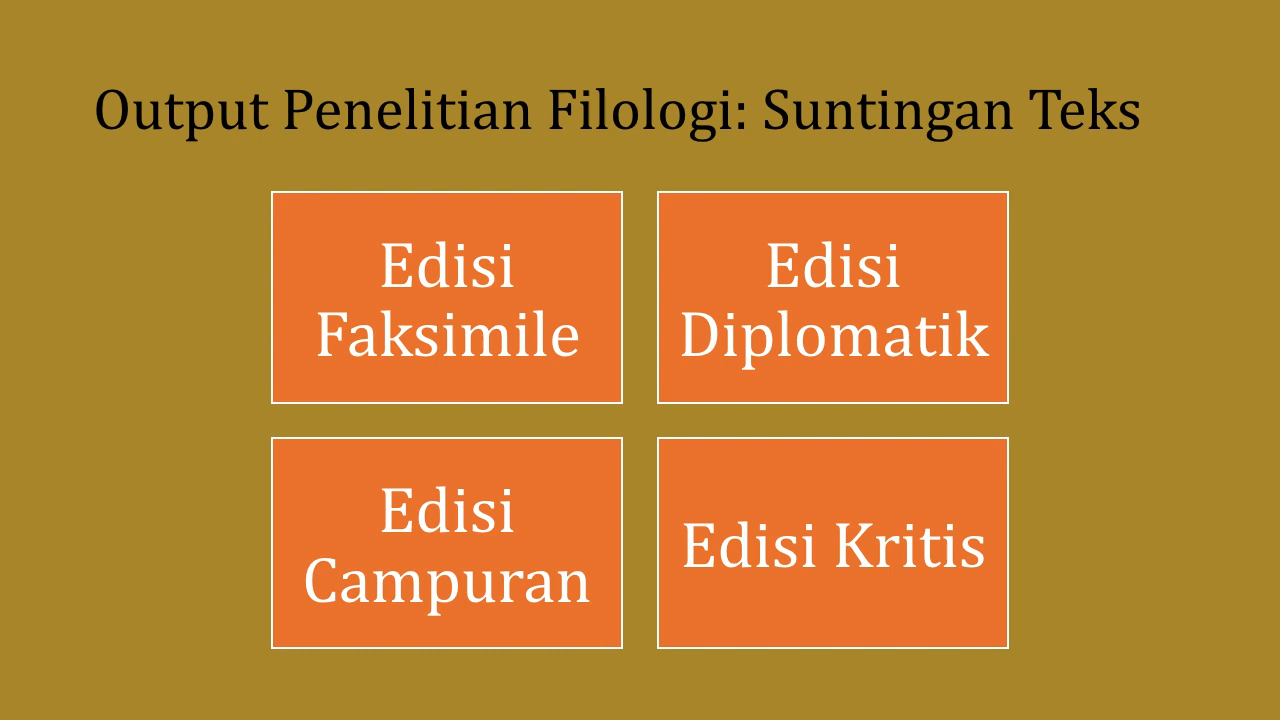 Output Penelitian Filologi: Suntingan Teks
Edisi
Faksimile
Edisi
Diplomatik
Edisi
Campuran
Edisi Kritis